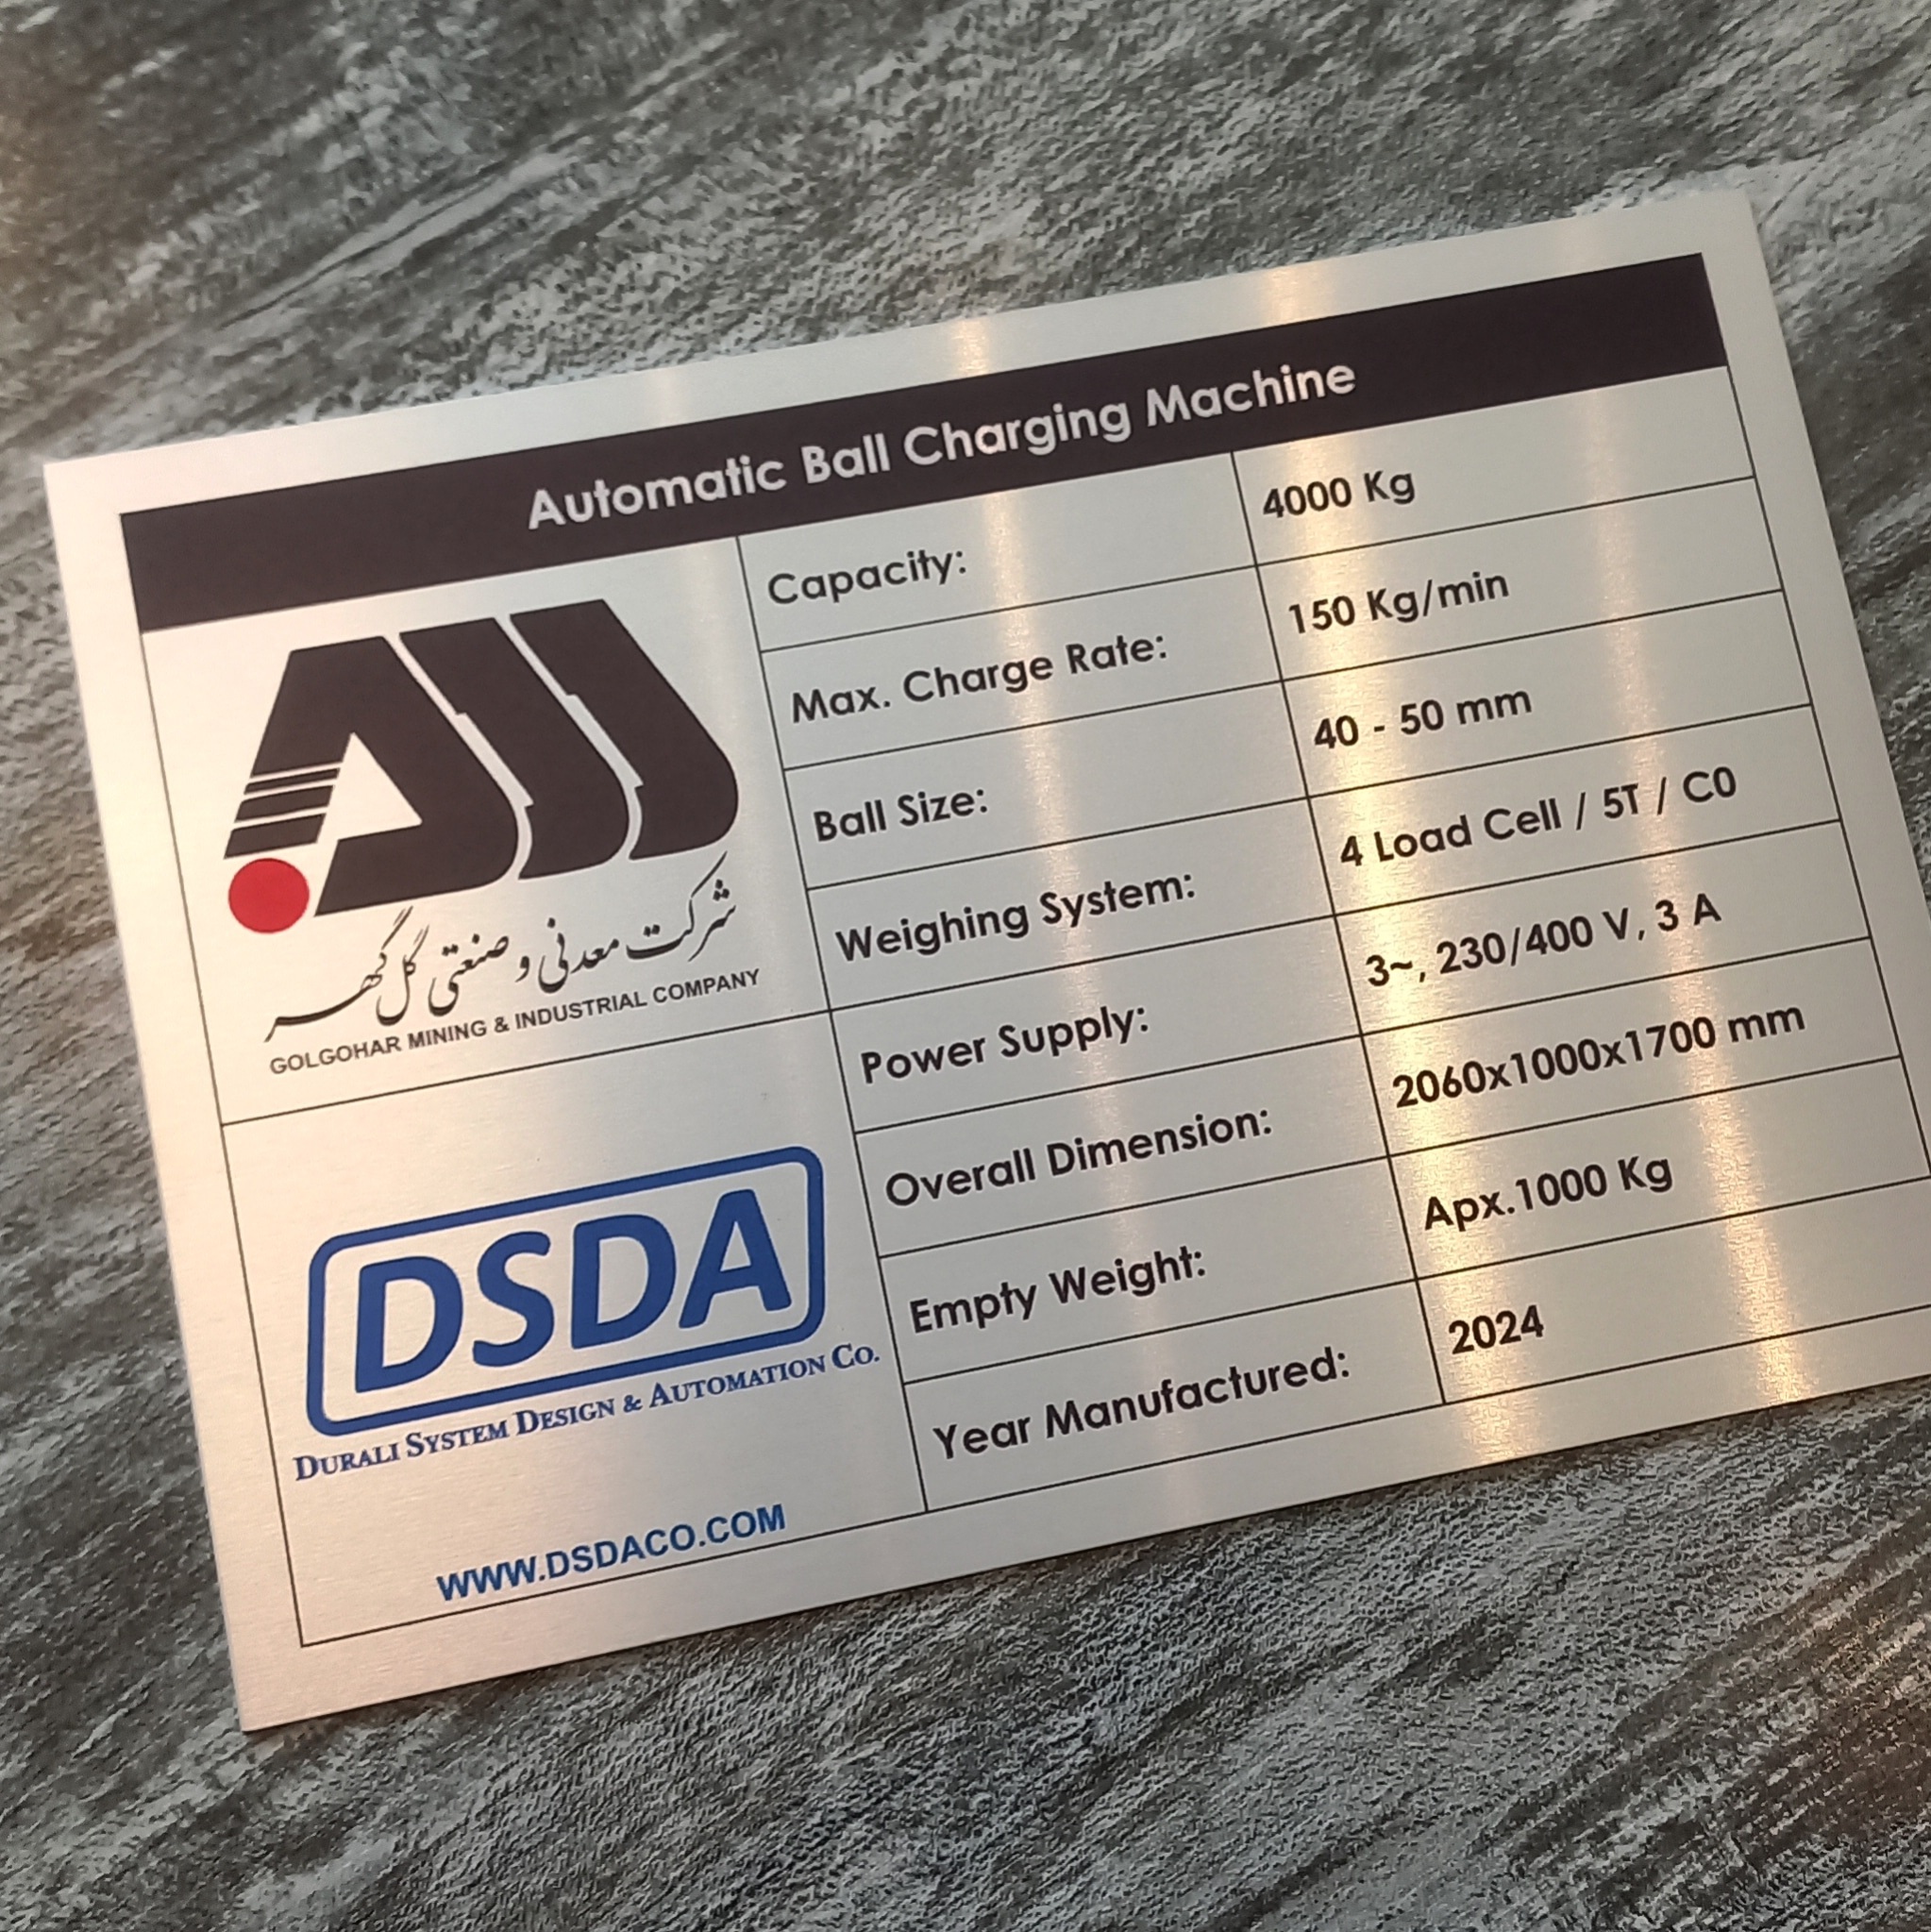 Automatic Ball Charging Machine
شرکت معدنی و صنعتی گل گهر
GOLGOHAR MINING & INDUSTRIAL COMPANY
DSDA
DURALI SYSTEM DESIGN & AUTOMATION CO.
WWW.DSDACO.COM
Capacity: 4000 Kg
Max. Charge Rate: 150 Kg/min
Ball Size: 40 - 50 mm
Weighing System: 4 Load Cell / 5T / C0
Power Supply: 3~, 230/400 V, 3 A
Overall Dimension: 2060x1000x1700 mm
Empty Weight: Apx.1000 Kg
Year Manufactured: 2024